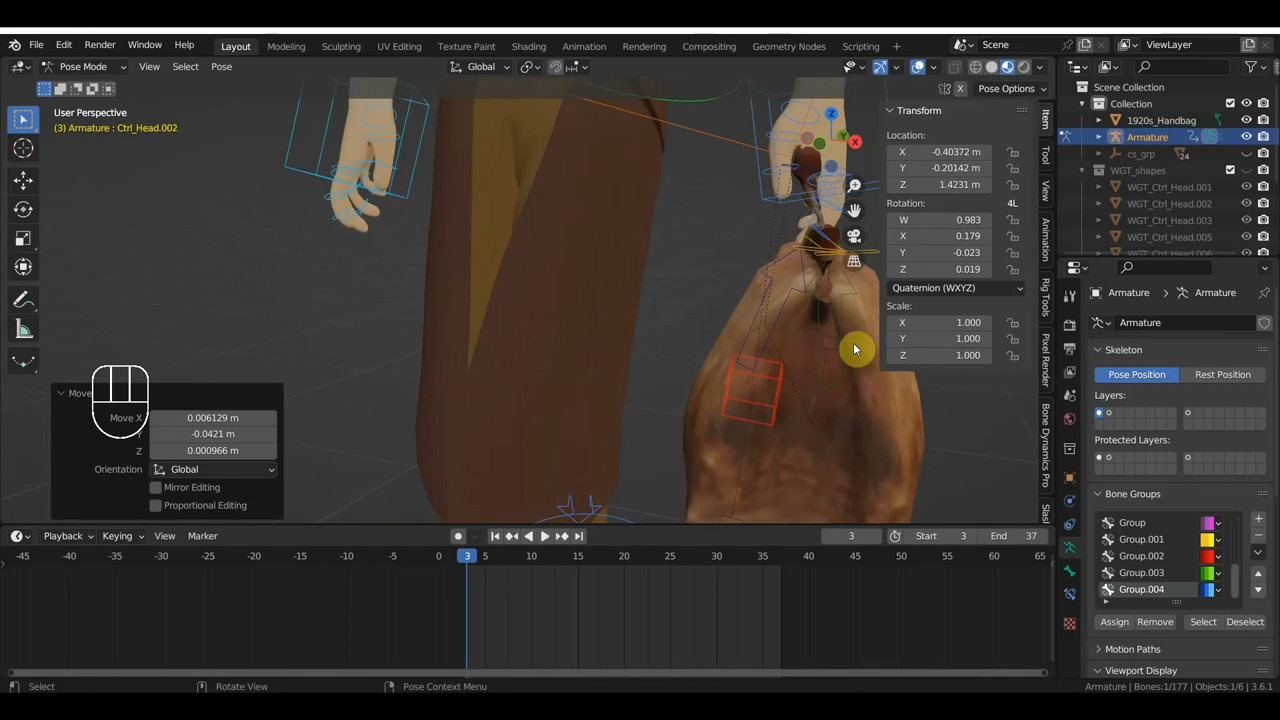 File Edit Render Window Help Layout Modeling Sculpting UV Editing Texture Paint Shading Animation Rendering Compositing Geometry Nodes Scripting + Scene ViewLayer
Pose Mode View Select Pose Global
X Pose Options
User Perspective
(3) Armature : Ctrl_Head.002
Transform
Location:
X -0.40372 m
Y -0.20142 m
Z 1.4231 m
Rotation: 4L
W 0.983
X 0.179
Y -0.023
Z 0.019
Quaternion (WXYZ)
Scale:
X 1.000
Y 1.000
Z 1.000
Item
Tool
View
Animation
Rig Tools
Pixel Render
Bone Dynamics Pro
Slash
Z
Y
X
Move
Move X 0.006129 m
-0.0421 m
Z 0.000966 m
Orientation Global
Mirror Editing
Proportional Editing
Scene Collection
Collection
1920s_Handbag
Armature
cs_grp 24
WGT_shapes
WGT_Ctrl_Head.001
WGT_Ctrl_Head.002
WGT_Ctrl_Head.003
WGT_Ctrl_Head.005
WGT_Ctrl_Head.006
Armature Armature
Armature
Skeleton
Pose Position Rest Position
Layers:
Protected Layers:
Bone Groups
Group
Group.001
Group.002
Group.003
Group.004
Assign Remove Select Deselect
Motion Paths
Viewport Display
Playback Keying View Marker 3 Start 3 End 37
-45 -40 -35 -30 -25 -20 -15 -10 -5 0 3 5 10 15 20 25 30 35 40 45 50 55 60 65
Select Rotate View Pose Context Menu Armature | Bones:1/177 | Objects:1/6 | 3.6.1